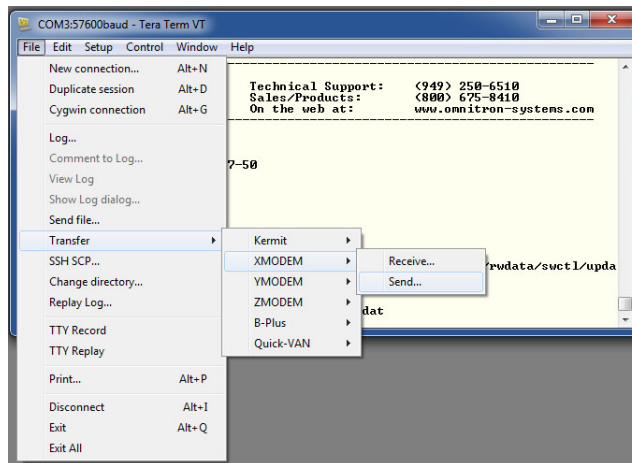 COM3:57600baud - Tera Term VT
File Edit Setup Control Window Help
New connection... Alt+N
Duplicate session Alt+D
Cygwin connection Alt+G
Log...
Comment to Log...
View Log
Show Log dialog...
Send file...
Transfer
SSH SCP...
Change directory...
Replay Log...
TTY Record
TTY Replay
Print... Alt+P
Disconnect Alt+I
Exit Alt+Q
Exit All
Kermit
XMODEM
YMODEM
ZMODEM
B-Plus
Quick-VAN
Receive...
Send...
Technical Support: (949) 250-6510
Sales/Products: (800) 675-8410
On the web at: www.omnitron-systems.com
7-50
/rwdata/swctl/upda
dat